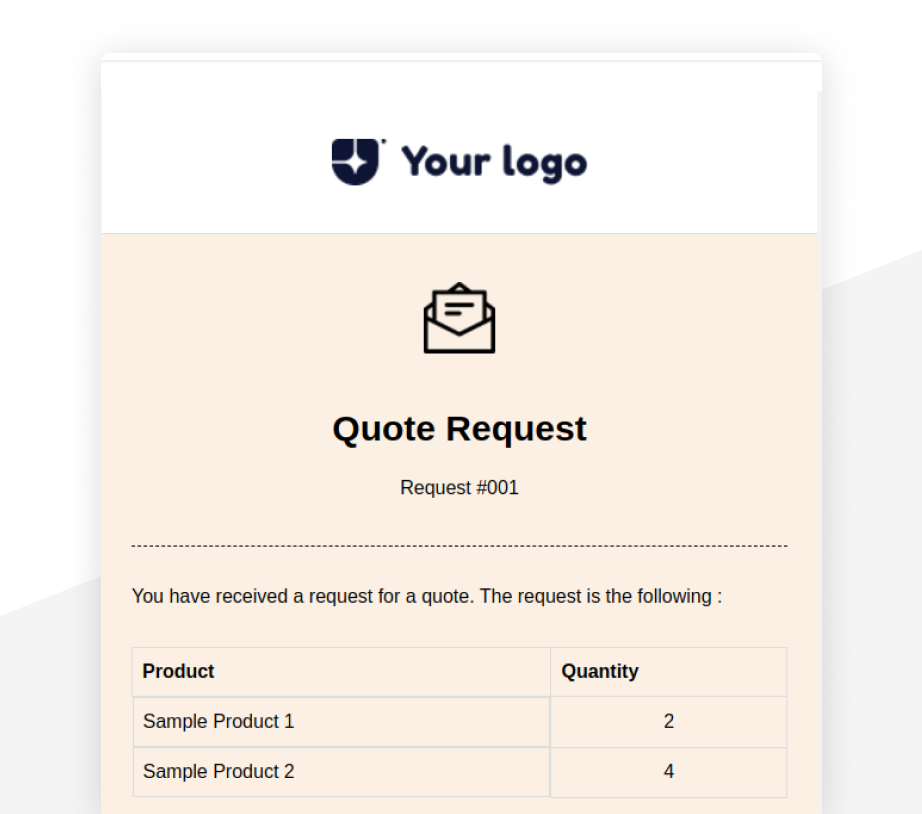 Your logo
Quote Request
Request #001
You have received a request for a quote. The request is the following :
Product Quantity
Sample Product 1 2
Sample Product 2 4